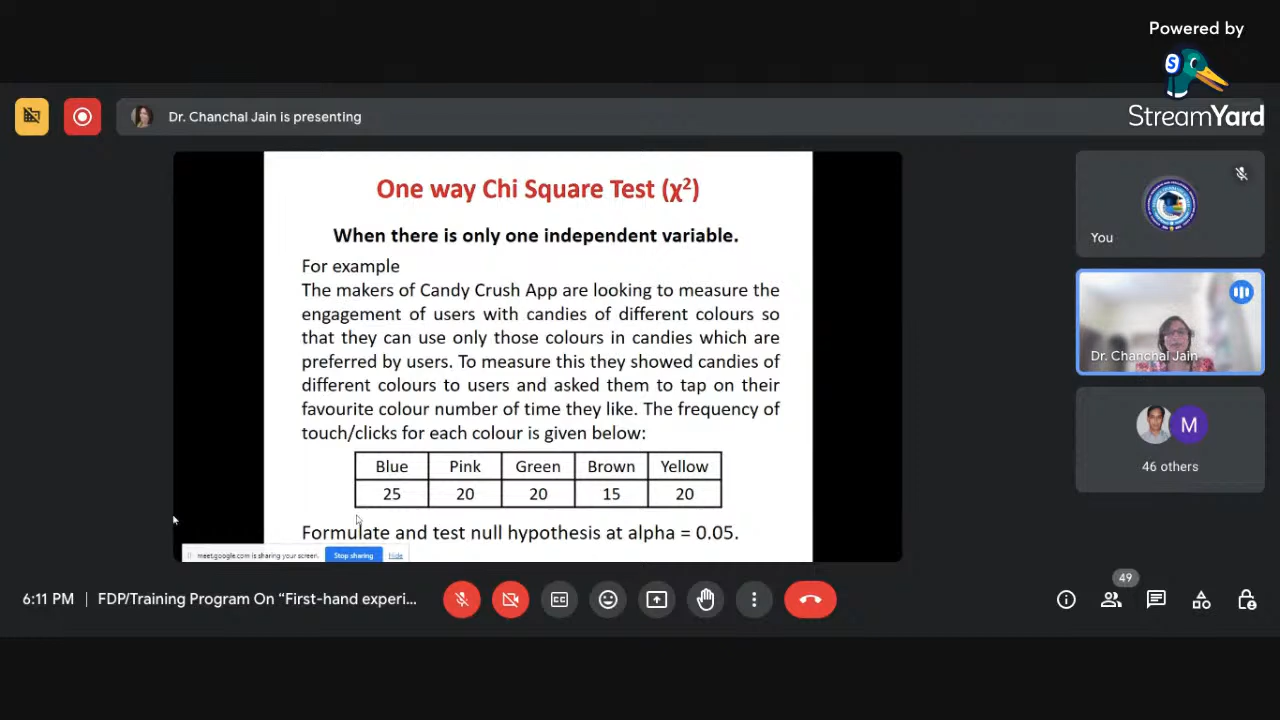 Powered by
StreamYard
Dr. Chanchal Jain is presenting
One way Chi Square Test (χ²)
When there is only one independent variable.
For example
The makers of Candy Crush App are looking to measure the
engagement of users with candies of different colours so
that they can use only those colours in candies which are
preferred by users. To measure this they showed candies of
different colours to users and asked them to tap on their
favourite colour number of time they like. The frequency of
touch/clicks for each colour is given below:
Blue Pink Green Brown Yellow
25 20 20 15 20
Formulate and test null hypothesis at alpha = 0.05.
meet.google.com is sharing your screen. Stop sharing Hide
You
Dr. Chanchal Jain
M
46 others
6:11 PM | FDP/Training Program On “First-hand experi...
CC
49